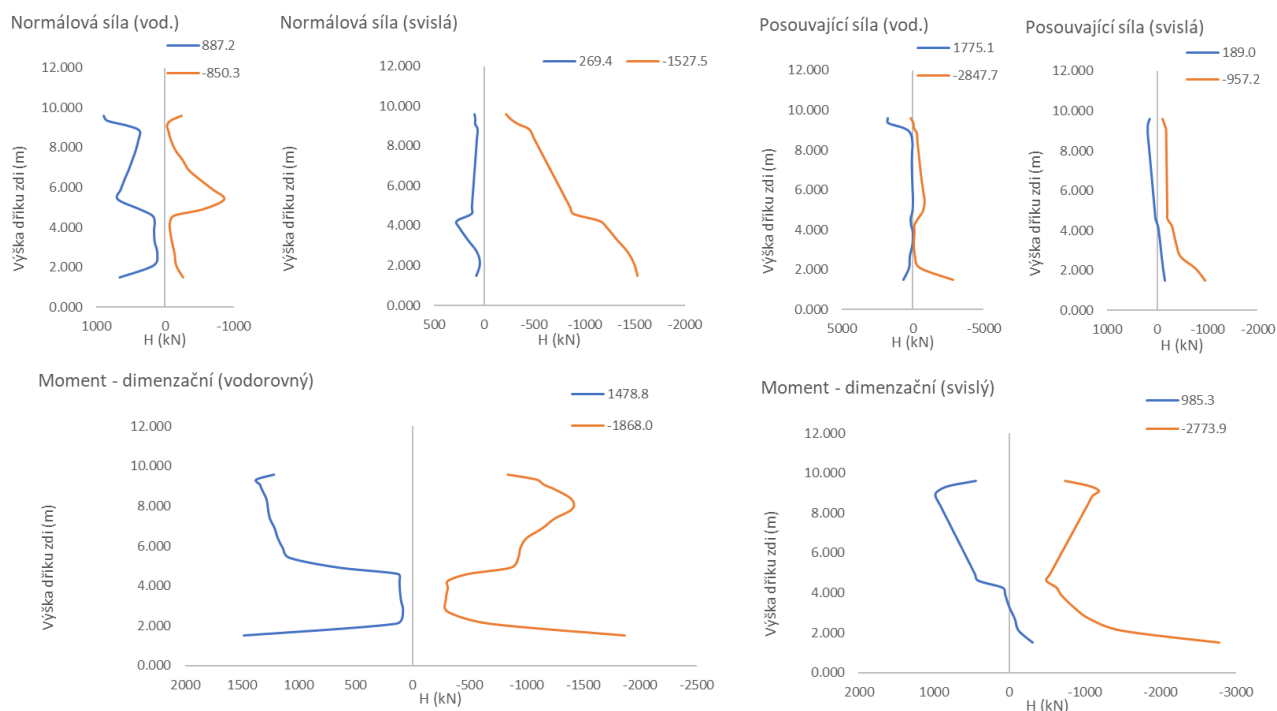 Normálová síla (vod.)
887.2
-850.3
12.000
10.000
8.000
6.000
4.000
2.000
0.000
Výška dříku zdi (m)
1000 0 -1000
H (kN)
Normálová síla (svislá)
269.4 -1527.5
12.000
10.000
8.000
6.000
4.000
2.000
0.000
Výška dříku zdi (m)
500 0 -500 -1000 -1500 -2000
H (kN)
Posouvající síla (vod.)
1775.1
-2847.7
12.000
10.000
8.000
6.000
4.000
2.000
0.000
Výška dříku zdi (m)
5000 0 -5000
H (kN)
Posouvající síla (svislá)
189.0
-957.2
12.000
10.000
8.000
6.000
4.000
2.000
0.000
Výška dříku zdi (m)
1000 0 -1000 -2000
H (kN)
Moment - dimenzační (vodorovný)
1478.8
-1868.0
12.000
10.000
8.000
6.000
4.000
2.000
0.000
Výška dříku zdi (m)
2000 1500 1000 500 0 -500 -1000 -1500 -2000 -2500
H (kN)
Moment - dimenzační (svislý)
985.3
-2773.9
12.000
10.000
8.000
6.000
4.000
2.000
0.000
Výška dříku zdi (m)
2000 1000 0 -1000 -2000 -3000
H (kN)